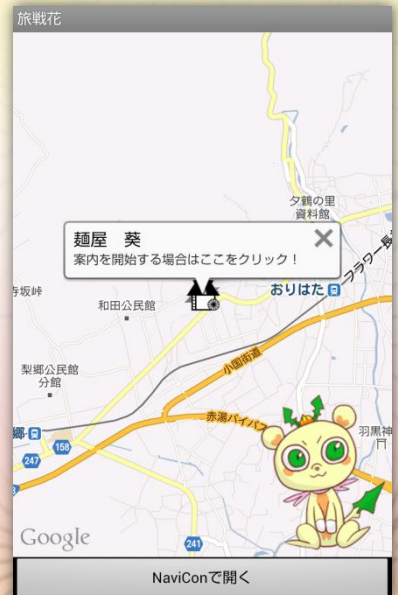 旅戦花
夕鶴の里
資料館
麺屋　葵
案内を開始する場合はここをクリック！
フラワー長
寺坂峠
和田公民館
おりはた
梨郷公民館
分館
小国街道
赤湯バイパス
羽黒神
郷
158
247
Google
241
NaviConで開く